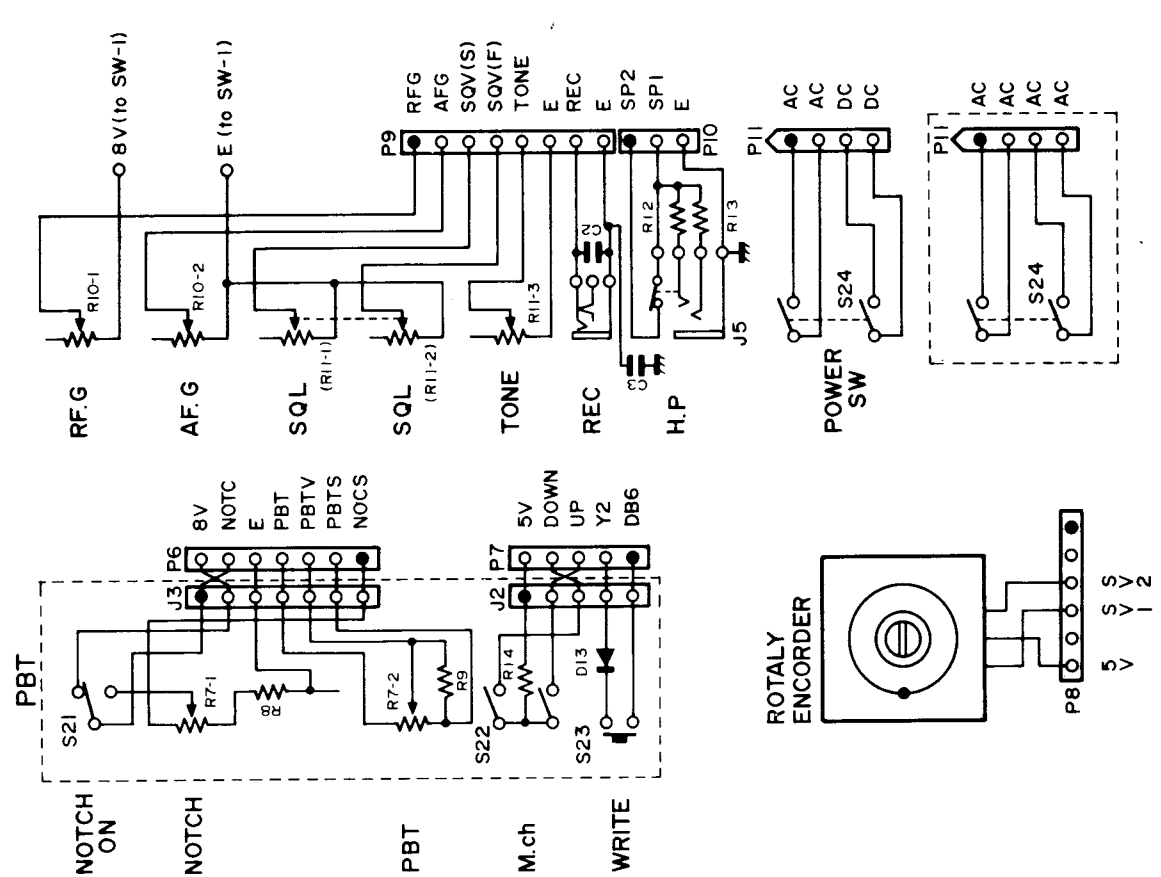 8V(to SW-1)
E(to SW-1)
P9
RFG
AFG
SQV(S)
SQV(F)
TONE
E
REC
E
SP2
SP1
E
P10
P11
AC
AC
DC
DC
P11
AC
AC
AC
AC
R10-1
R10-2
(R11-1)
(R11-2)
R11-3
C2
C3
R12
R13
J5
S24
S24
RF.G
AF.G
SQL
SQL
TONE
REC
H.P
POWER
SW
PBT
P6
8V
NOTC
E
PBT
PBTV
PBTS
NOCS
J3
P7
5V
DOWN
UP
Y2
DB6
J2
S21
R7-1
R8
R7-2
R9
R14
S22
D13
S23
NOTCH
ON
NOTCH
PBT
M.ch
WRITE
ROTALY
ENCORDER
P8
5V
SV1
SV2